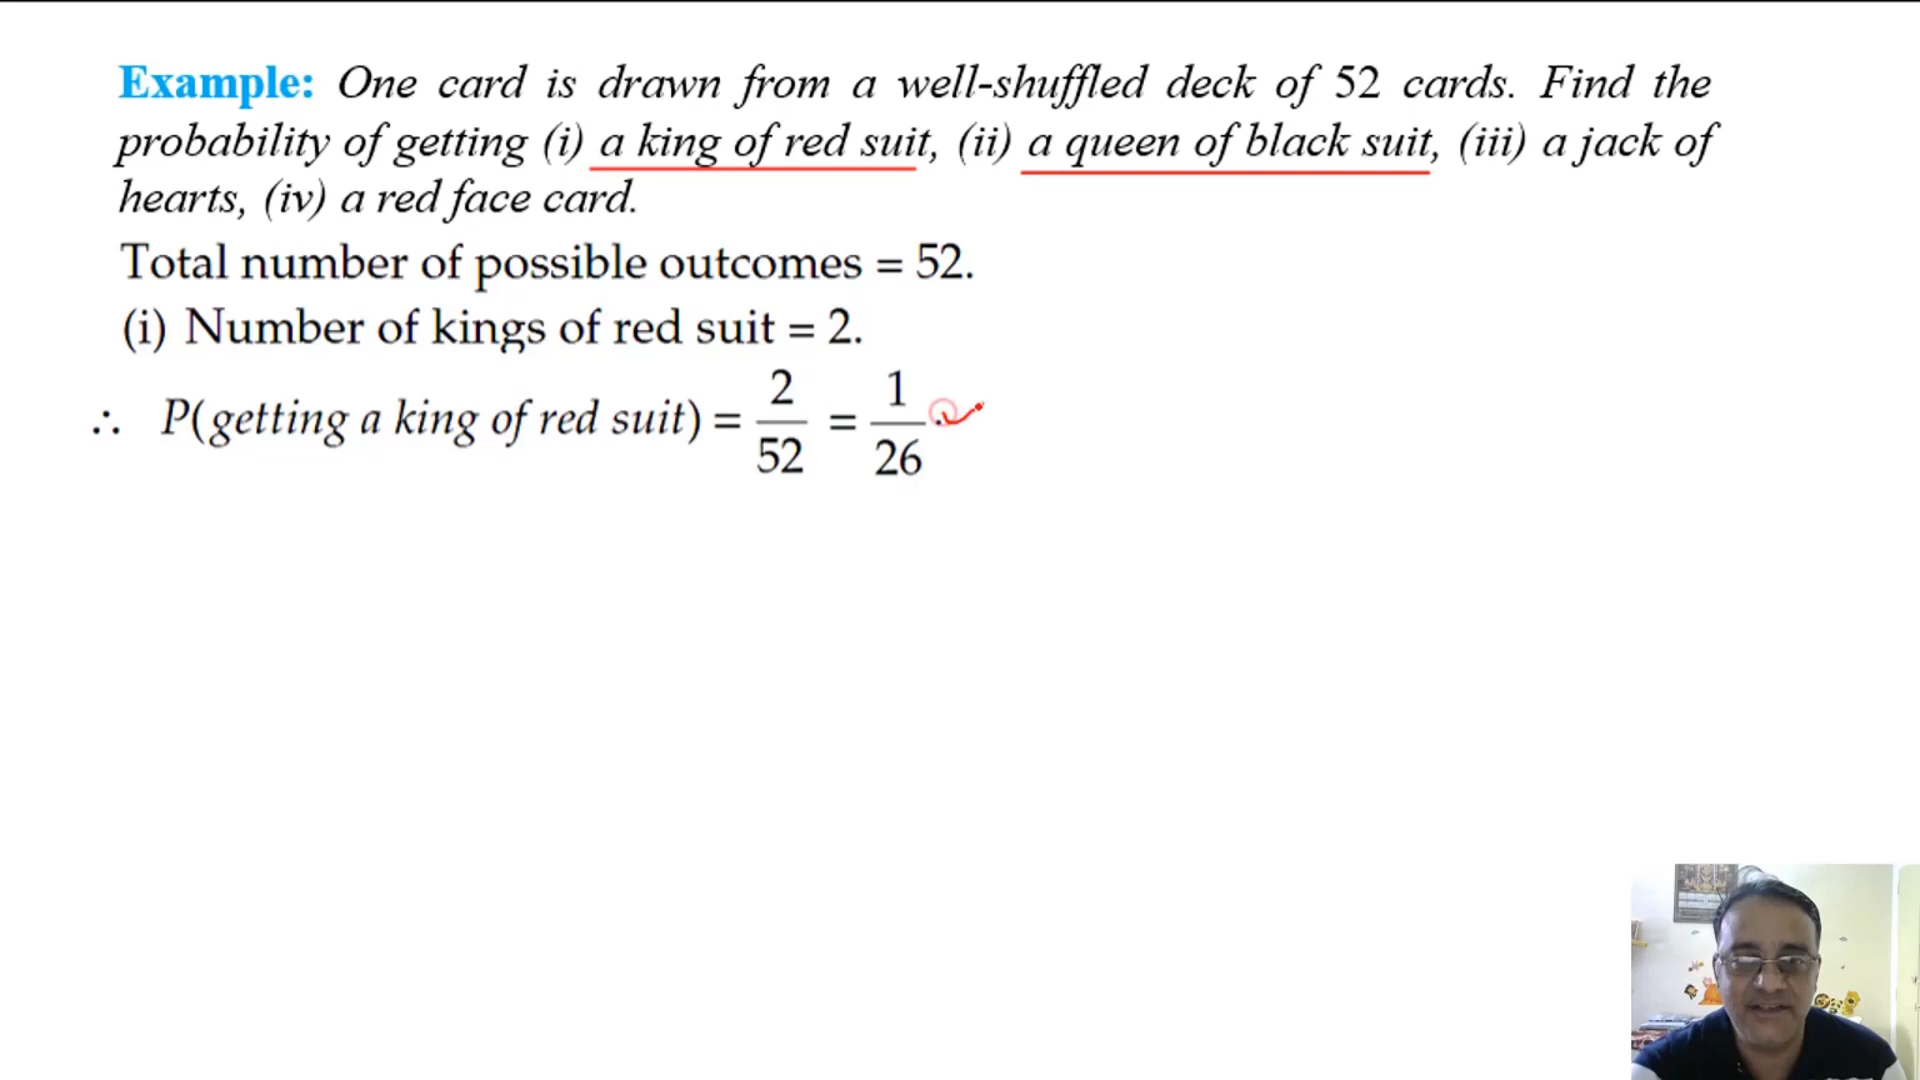 Example: One card is drawn from a well-shuffled deck of 52 cards. Find the
probability of getting (i) a king of red suit, (ii) a queen of black suit, (iii) a jack of
hearts, (iv) a red face card.
Total number of possible outcomes = 52.
(i) Number of kings of red suit = 2.
∴ P(getting a king of red suit) = 2/52 = 1/26.